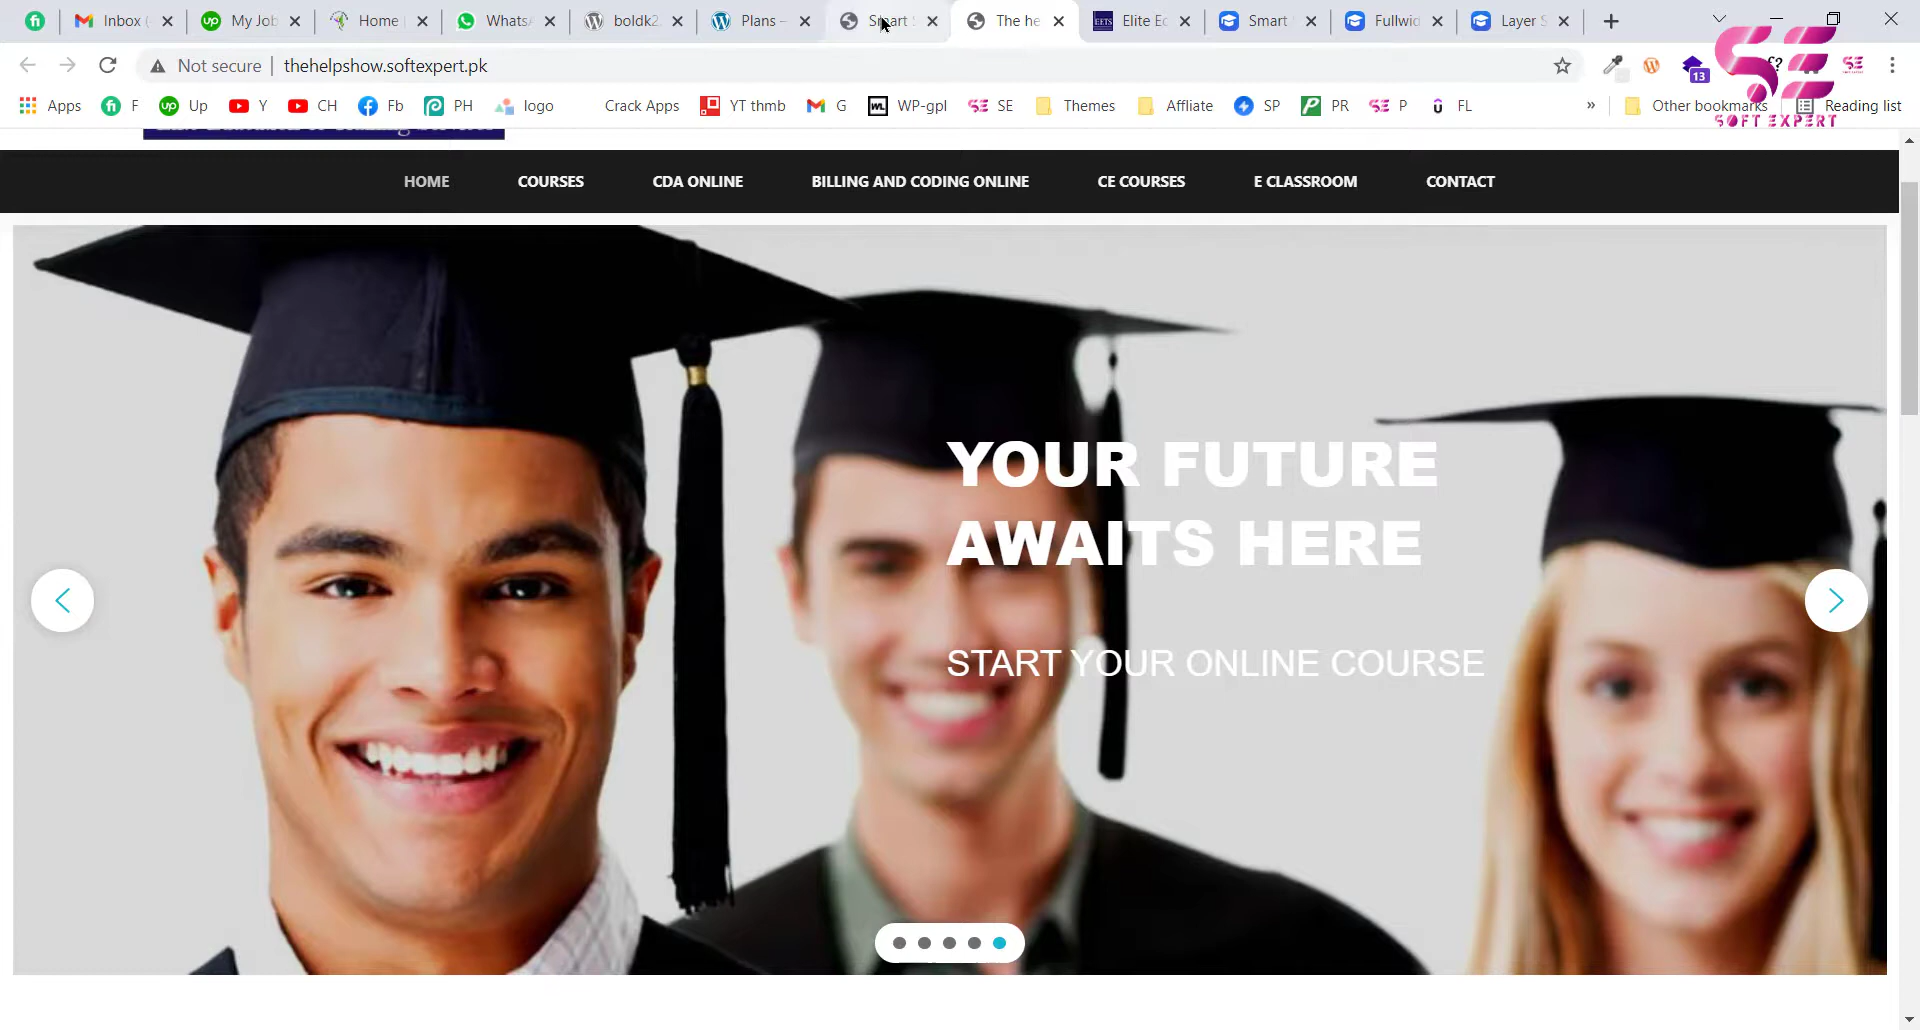 Inbox
My Job
Home
WhatsA
boldk2
Plans –
Smart S
The he
Elite Ec
Smart
Fullwid
Layer S
Not secure
thehelpshow.softexpert.pk
Apps
F
Up
Y
CH
Fb
PH
logo
Crack Apps
YT thmb
G
WP-gpl
SE
Themes
Affliate
SP
PR
P
FL
»
Other bookmarks
Reading list
13
SE
SOFT EXPERT
HOME
COURSES
CDA ONLINE
BILLING AND CODING ONLINE
CE COURSES
E CLASSROOM
CONTACT
YOUR FUTURE
AWAITS HERE
START YOUR ONLINE COURSE